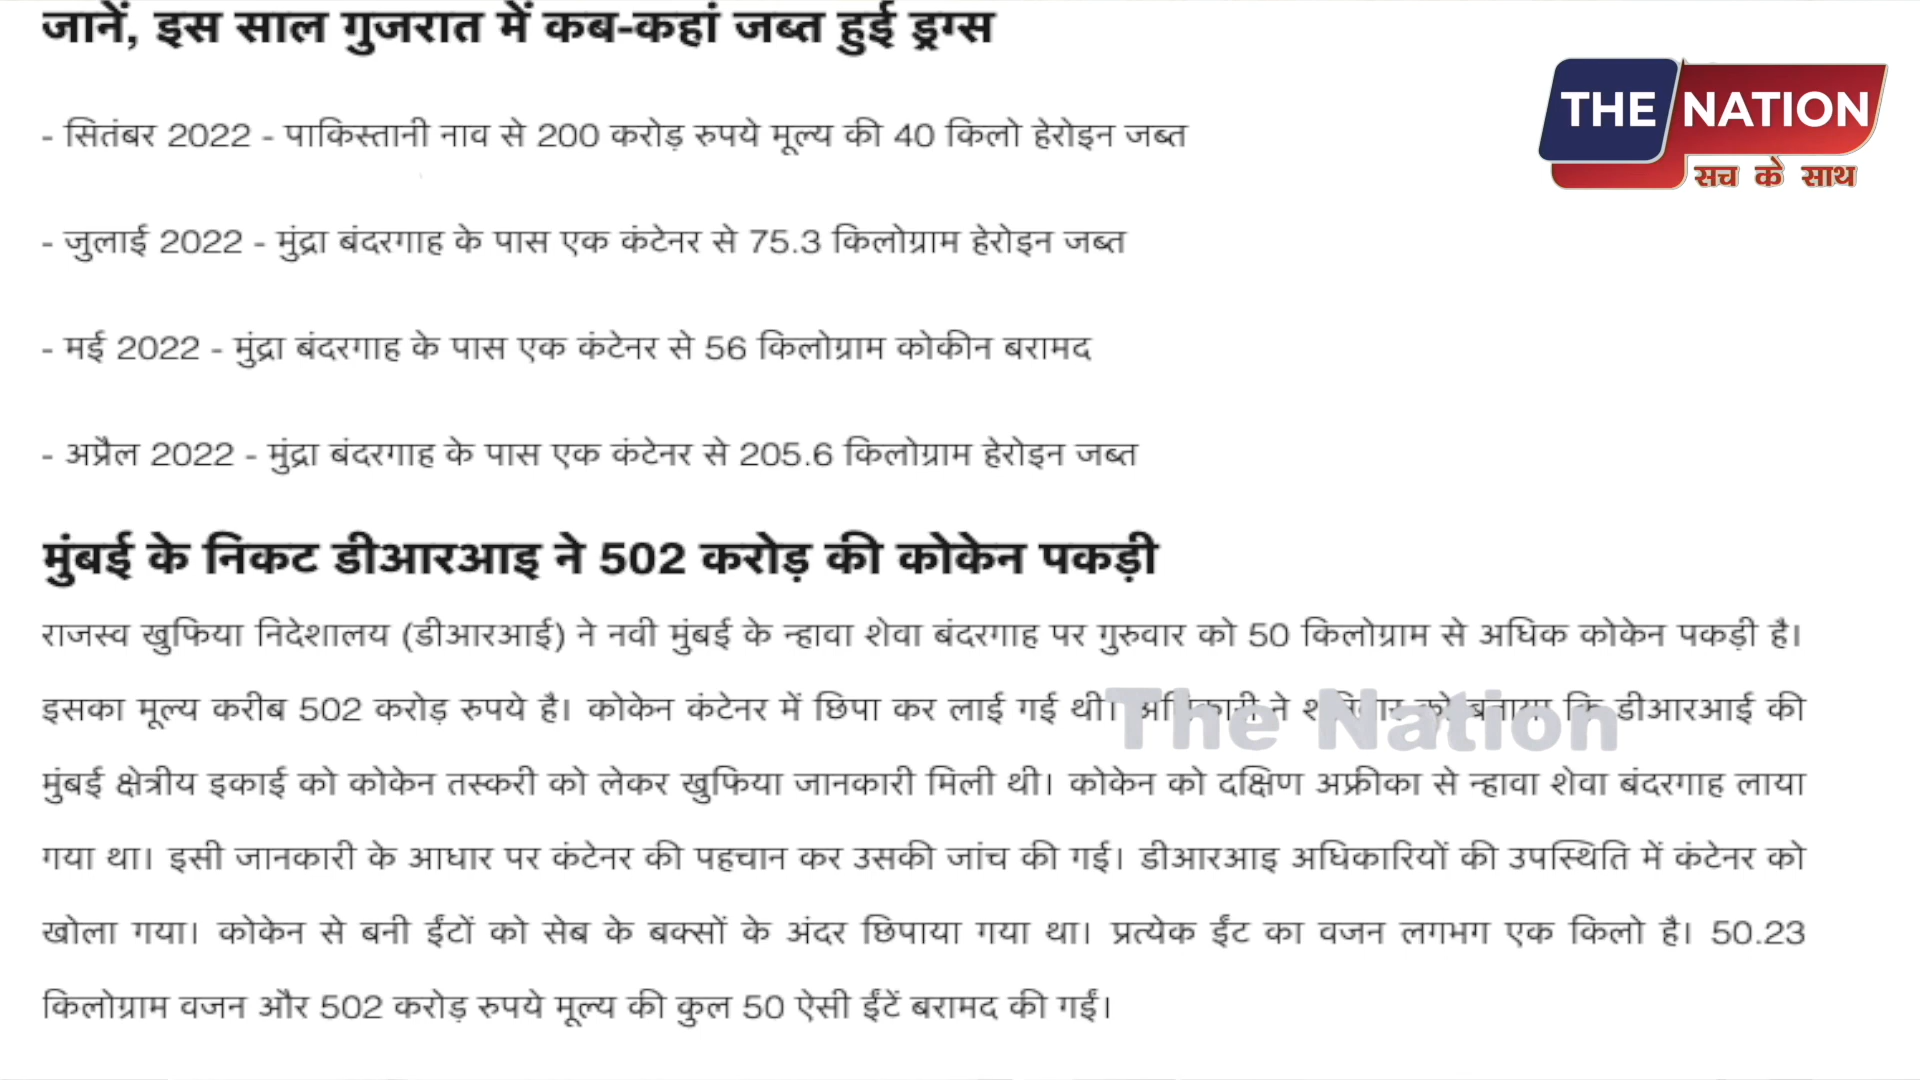 जानें, इस साल गुजरात में कब-कहां जब्त हुई ड्रग्स
THE NATION
सच के साथ
- सितंबर 2022 - पाकिस्तानी नाव से 200 करोड़ रुपये मूल्य की 40 किलो हेरोइन जब्त
- जुलाई 2022 - मुंद्रा बंदरगाह के पास एक कंटेनर से 75.3 किलोग्राम हेरोइन जब्त
- मई 2022 - मुंद्रा बंदरगाह के पास एक कंटेनर से 56 किलोग्राम कोकीन बरामद
- अप्रैल 2022 - मुंद्रा बंदरगाह के पास एक कंटेनर से 205.6 किलोग्राम हेरोइन जब्त
मुंबई के निकट डीआरआइ ने 502 करोड़ की कोकेन पकड़ी
राजस्व खुफिया निदेशालय (डीआरआई) ने नवी मुंबई के न्हावा शेवा बंदरगाह पर गुरुवार को 50 किलोग्राम से अधिक कोकेन पकड़ी है।
इसका मूल्य करीब 502 करोड़ रुपये है। कोकेन कंटेनर में छिपा कर लाई गई थी। अधिकारी ने शनिवार को बताया कि डीआरआई की
The Nation
मुंबई क्षेत्रीय इकाई को कोकेन तस्करी को लेकर खुफिया जानकारी मिली थी। कोकेन को दक्षिण अफ्रीका से न्हावा शेवा बंदरगाह लाया
गया था। इसी जानकारी के आधार पर कंटेनर की पहचान कर उसकी जांच की गई। डीआरआइ अधिकारियों की उपस्थिति में कंटेनर को
खोला गया। कोकेन से बनी ईंटों को सेब के बक्सों के अंदर छिपाया गया था। प्रत्येक ईंट का वजन लगभग एक किलो है। 50.23
किलोग्राम वजन और 502 करोड़ रुपये मूल्य की कुल 50 ऐसी ईंटें बरामद की गईं।